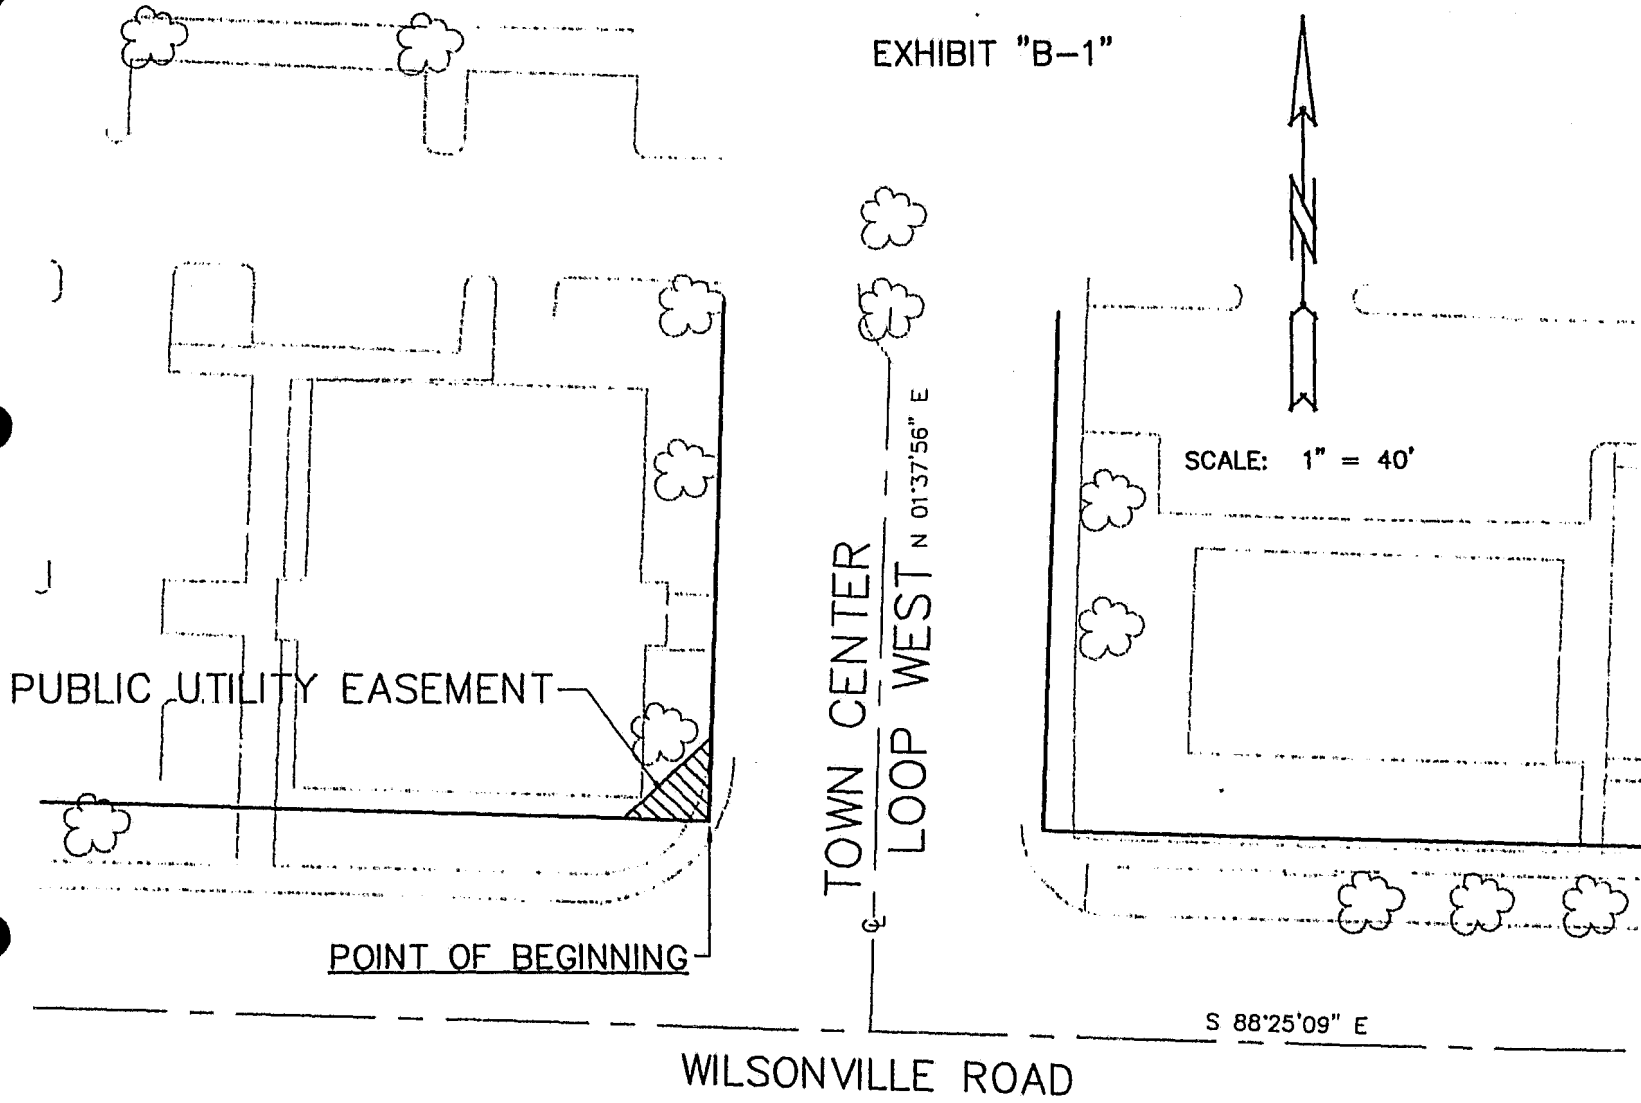 EXHIBIT "B-1"
N
SCALE: 1" = 40'
N 01°37'56" E
TOWN CENTER
LOOP WEST
PUBLIC UTILITY EASEMENT
POINT OF BEGINNING
S 88°25'09" E
WILSONVILLE ROAD